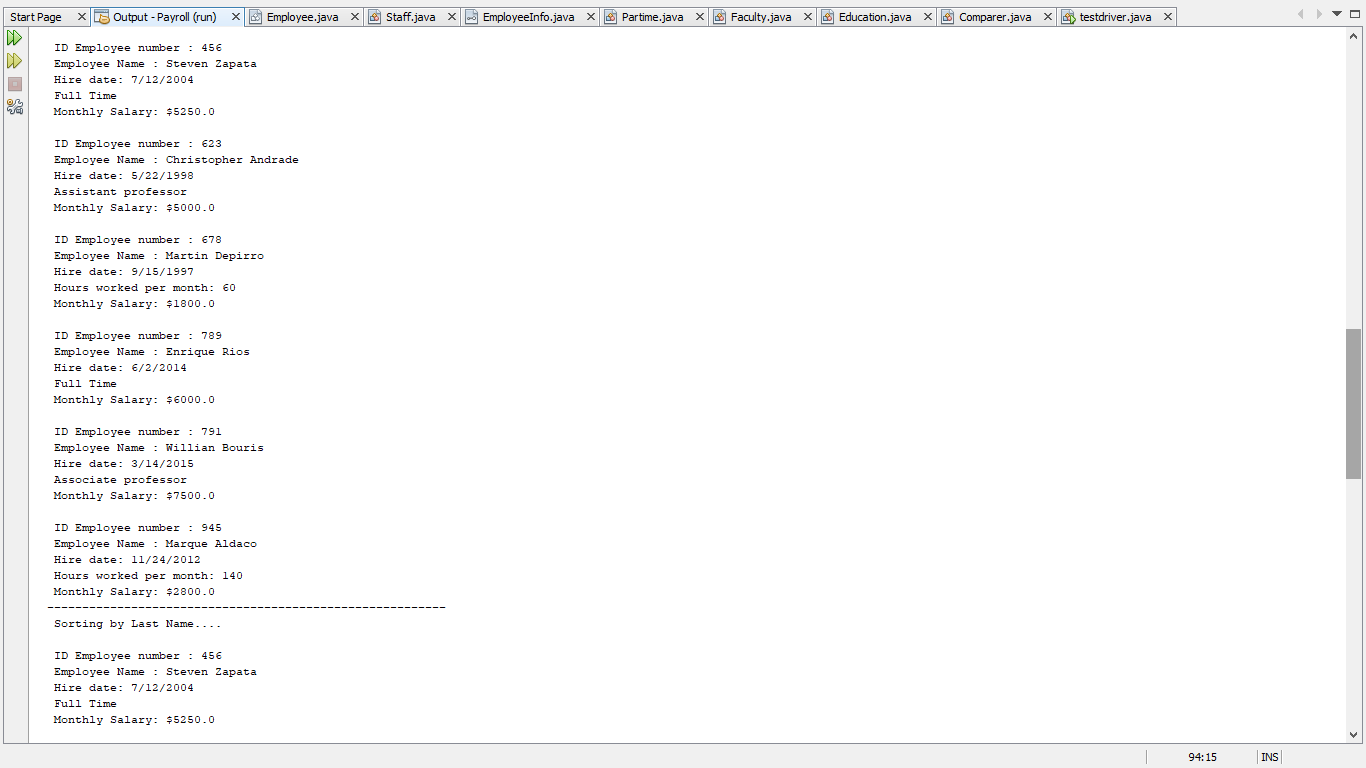 Start Page Output - Payroll (run) Employee.java Staff.java EmployeeInfo.java Partime.java Faculty.java Education.java Comparer.java testdriver.java
ID Employee number : 456
Employee Name : Steven Zapata
Hire date: 7/12/2004
Full Time
Monthly Salary: $5250.0
ID Employee number : 623
Employee Name : Christopher Andrade
Hire date: 5/22/1998
Assistant professor
Monthly Salary: $5000.0
ID Employee number : 678
Employee Name : Martin Depirro
Hire date: 9/15/1997
Hours worked per month: 60
Monthly Salary: $1800.0
ID Employee number : 789
Employee Name : Enrique Rios
Hire date: 6/2/2014
Full Time
Monthly Salary: $6000.0
ID Employee number : 791
Employee Name : Willian Bouris
Hire date: 3/14/2015
Associate professor
Monthly Salary: $7500.0
ID Employee number : 945
Employee Name : Marque Aldaco
Hire date: 11/24/2012
Hours worked per month: 140
Monthly Salary: $2800.0
---------------------------------------------------------
Sorting by Last Name....
ID Employee number : 456
Employee Name : Steven Zapata
Hire date: 7/12/2004
Full Time
Monthly Salary: $5250.0
94:15 INS